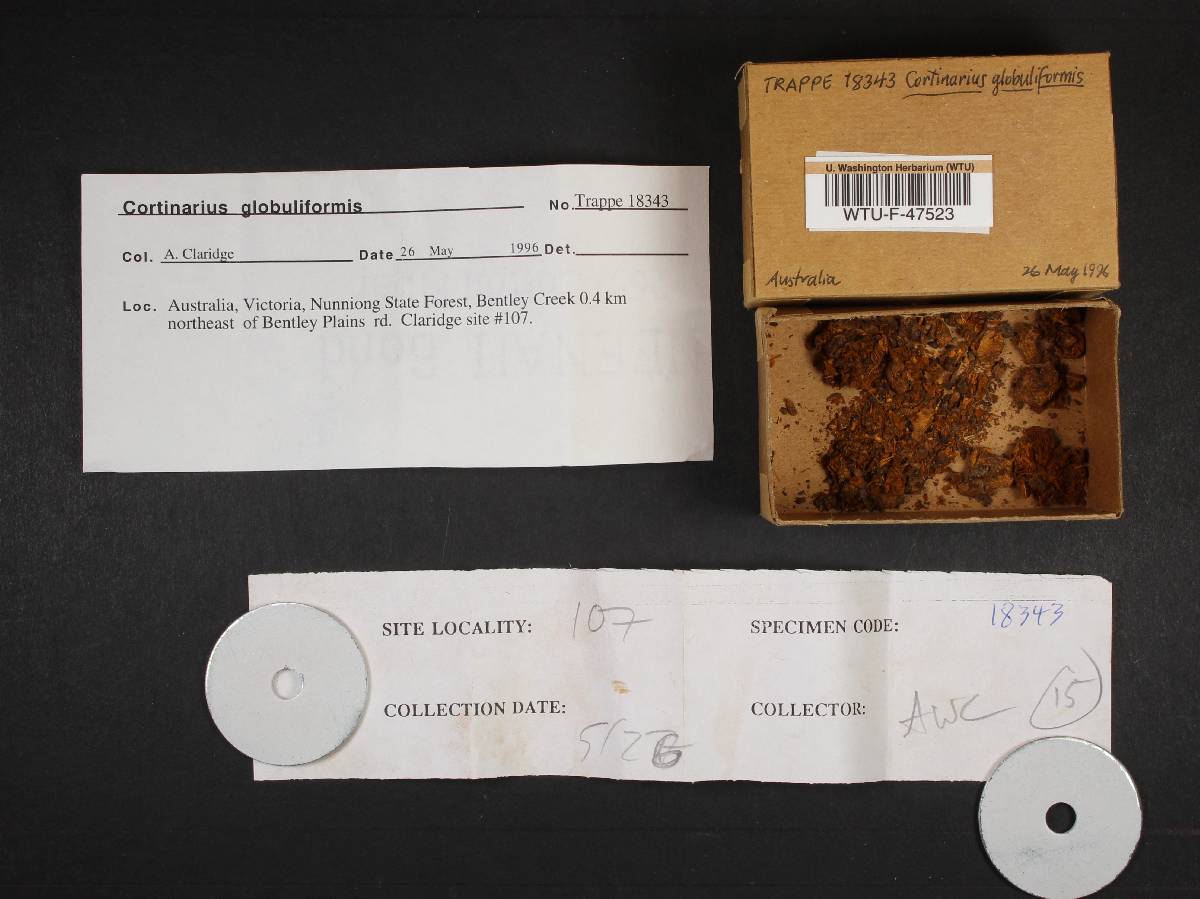 TRAPPE 18343 Cortinarius globuliformis
U. Washington Herbarium (WTU)
WTU-F-47523
Australia 26 May 1996
Cortinarius globuliformis No. Trappe 18343
Col. A. Claridge Date 26 May 1996 Det.
Loc. Australia, Victoria, Nunniong State Forest, Bentley Creek 0.4 km
northeast of Bentley Plains rd. Claridge site #107.
SITE LOCALITY: 107 SPECIMEN CODE: 18343
COLLECTION DATE: 5/26 COLLECTOR: AWC 15